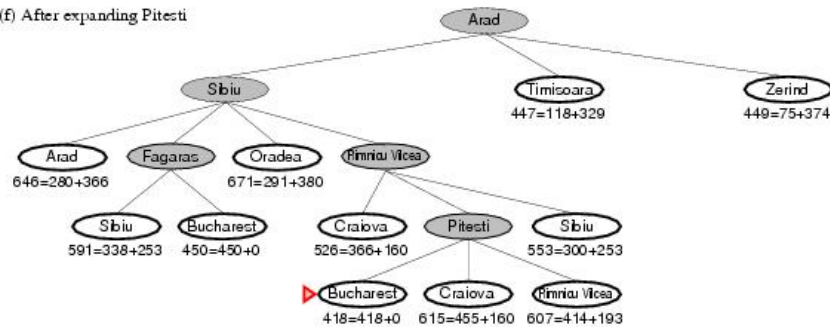 (f) After expanding Pitesti
Arad
Sibiu
Timisoara
Zerind
447=118+329
449=75+374
Arad
Fagaras
Oradea
Rimnicu Vilcea
646=280+366
671=291+380
Sibiu
Bucharest
Craiova
Pitesti
Sibiu
591=338+253
450=450+0
526=366+160
553=300+253
Bucharest
Craiova
Rimnicu Vilcea
418=418+0
615=455+160
607=414+193